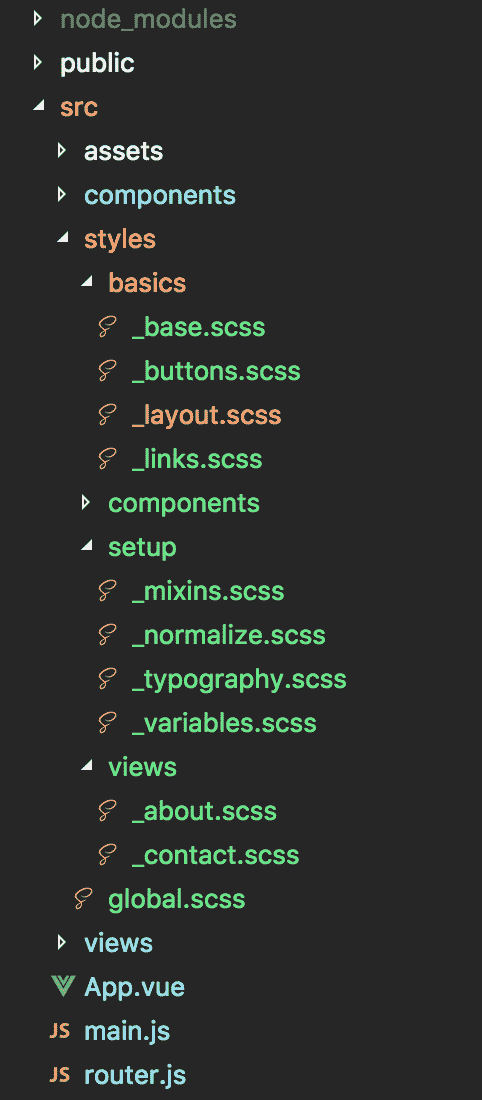 node_modules
public
src
assets
components
styles
basics
_base.scss
_buttons.scss
_layout.scss
_links.scss
components
setup
_mixins.scss
_normalize.scss
_typography.scss
_variables.scss
views
_about.scss
_contact.scss
global.scss
views
App.vue
JS main.js
JS router.js